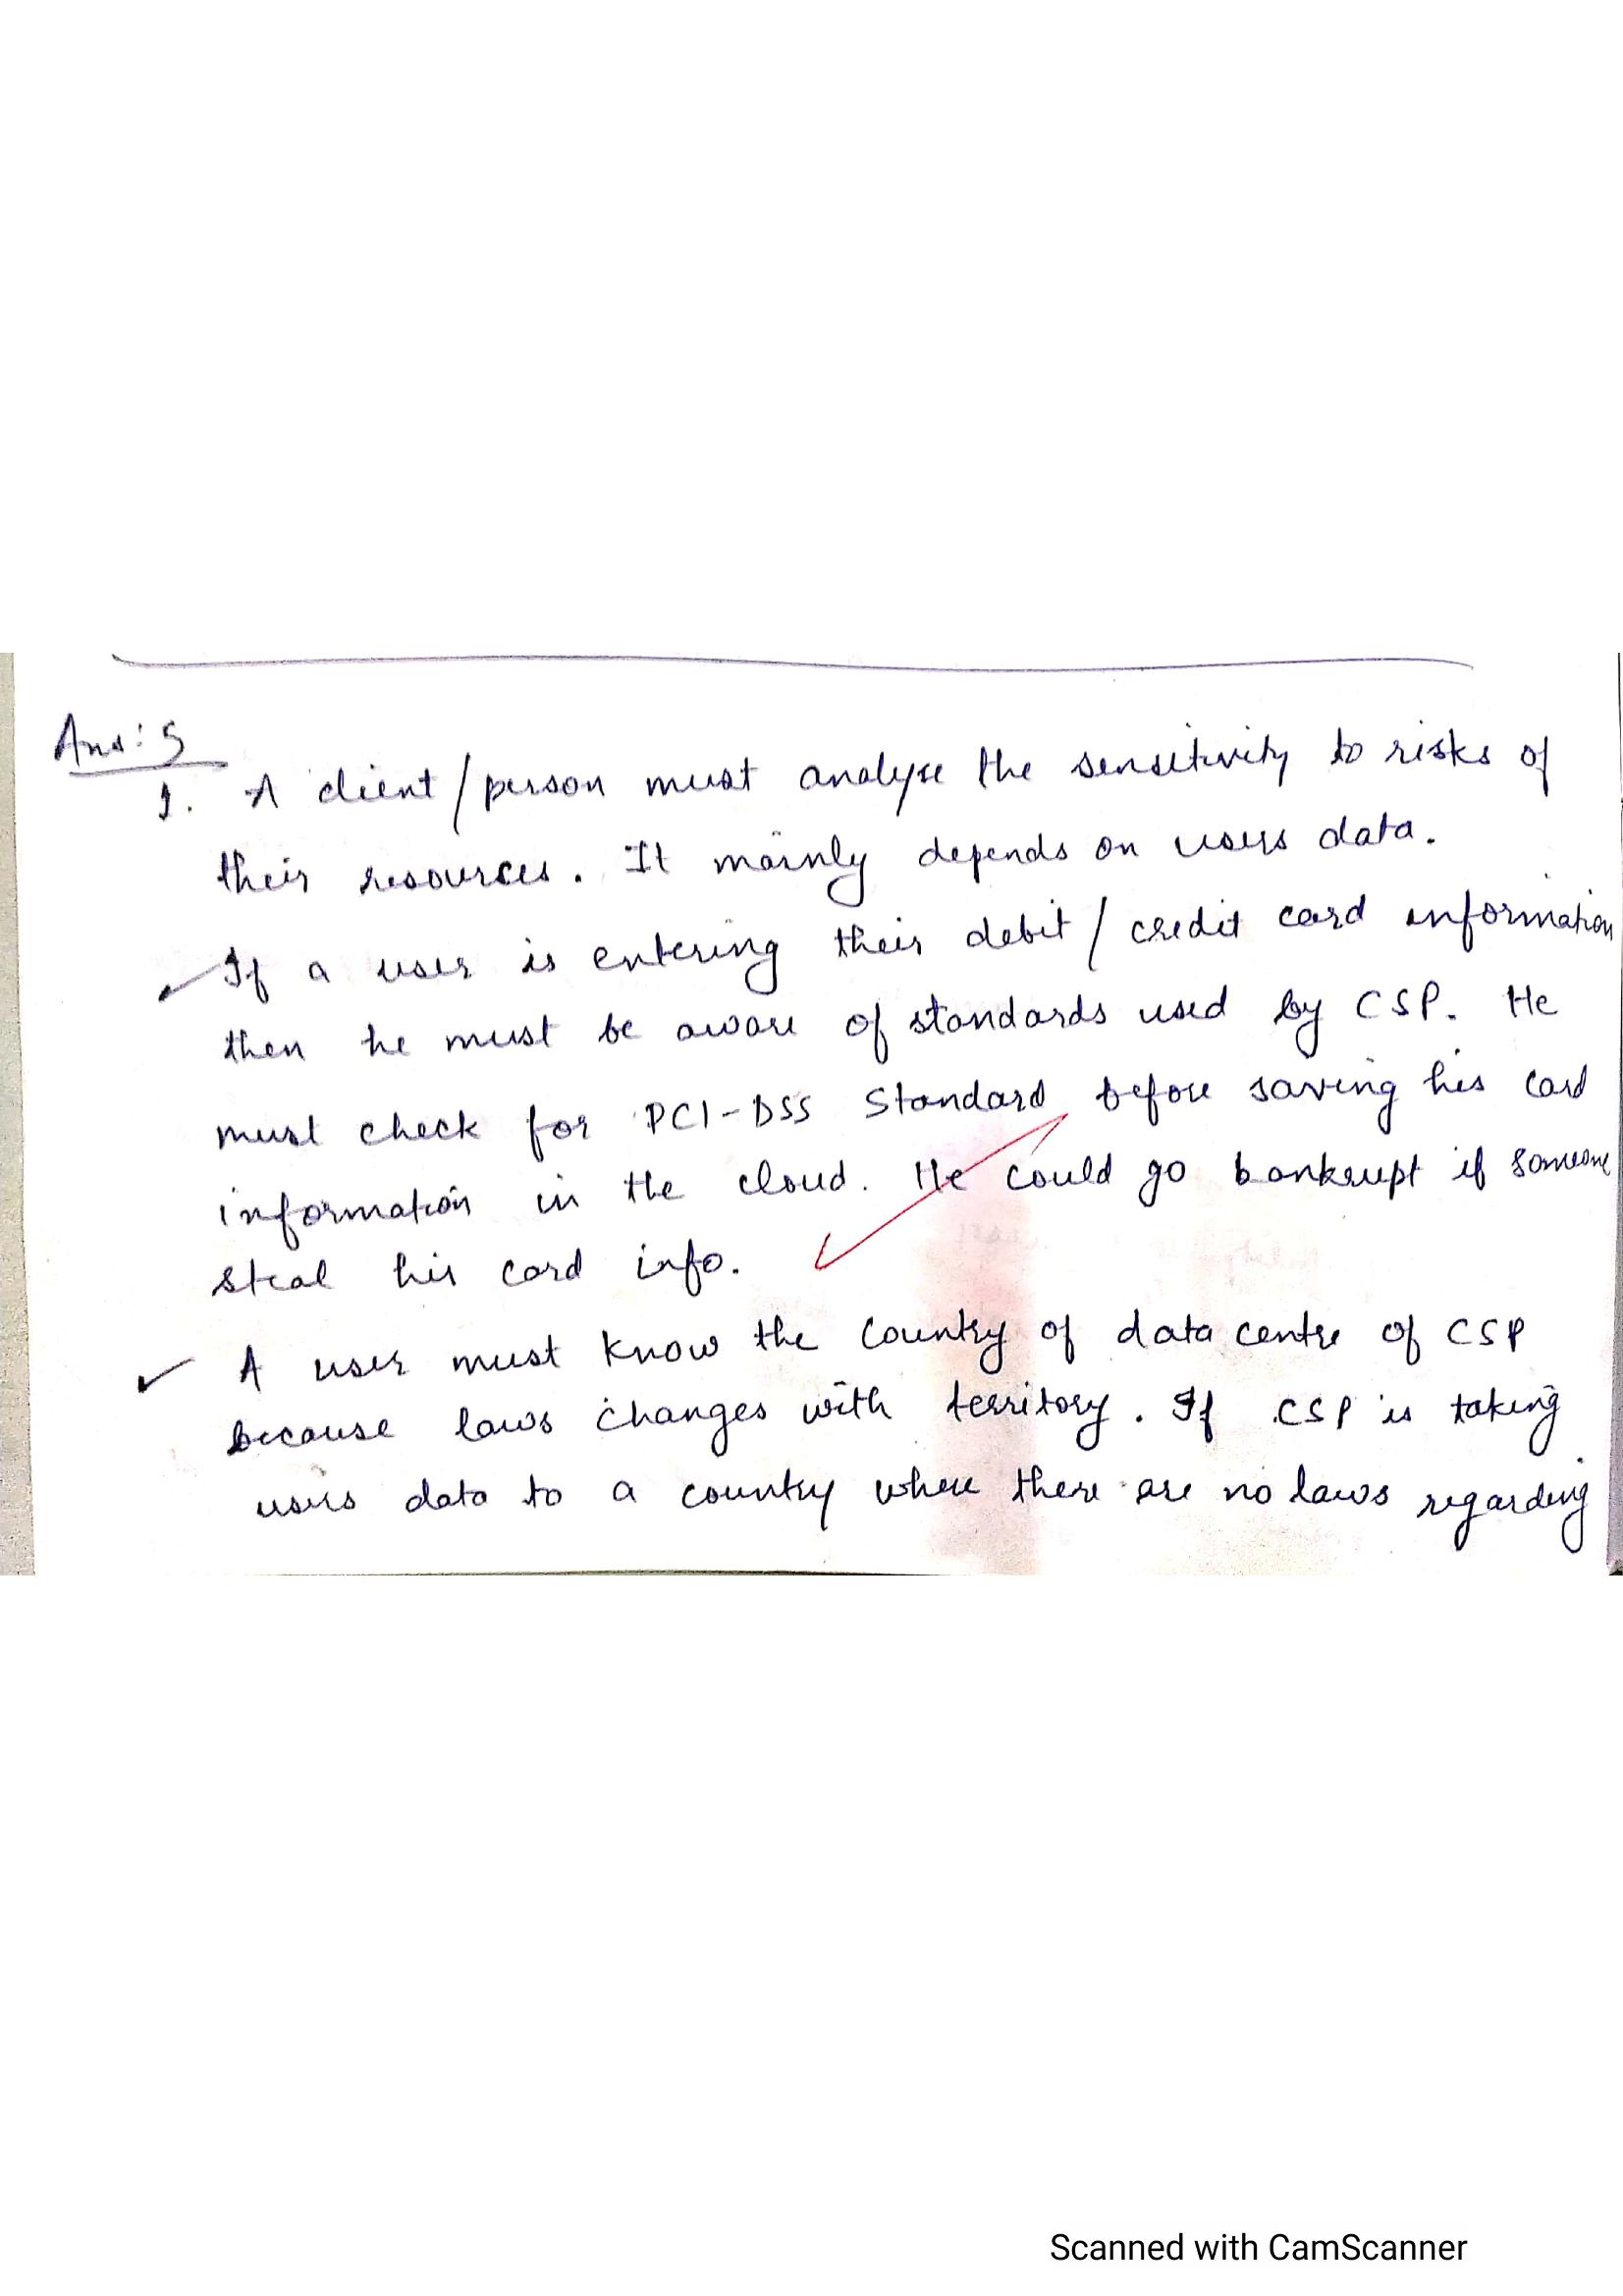 Ans: 5
1. A client/person must analyse the sensitivity to risks of
their resources. It mainly depends on users data.
✓ If a user is entering their debit / credit card information
then he must be aware of standards used by CSP. He
must check for PCI-DSS Standard before saving his card
information in the cloud. He could go bankrupt if someone
steal his card info.
✓ A user must know the country of data centre of CSP
because laws changes with territory. If CSP is taking
users data to a country where there are no laws regarding
Scanned with CamScanner